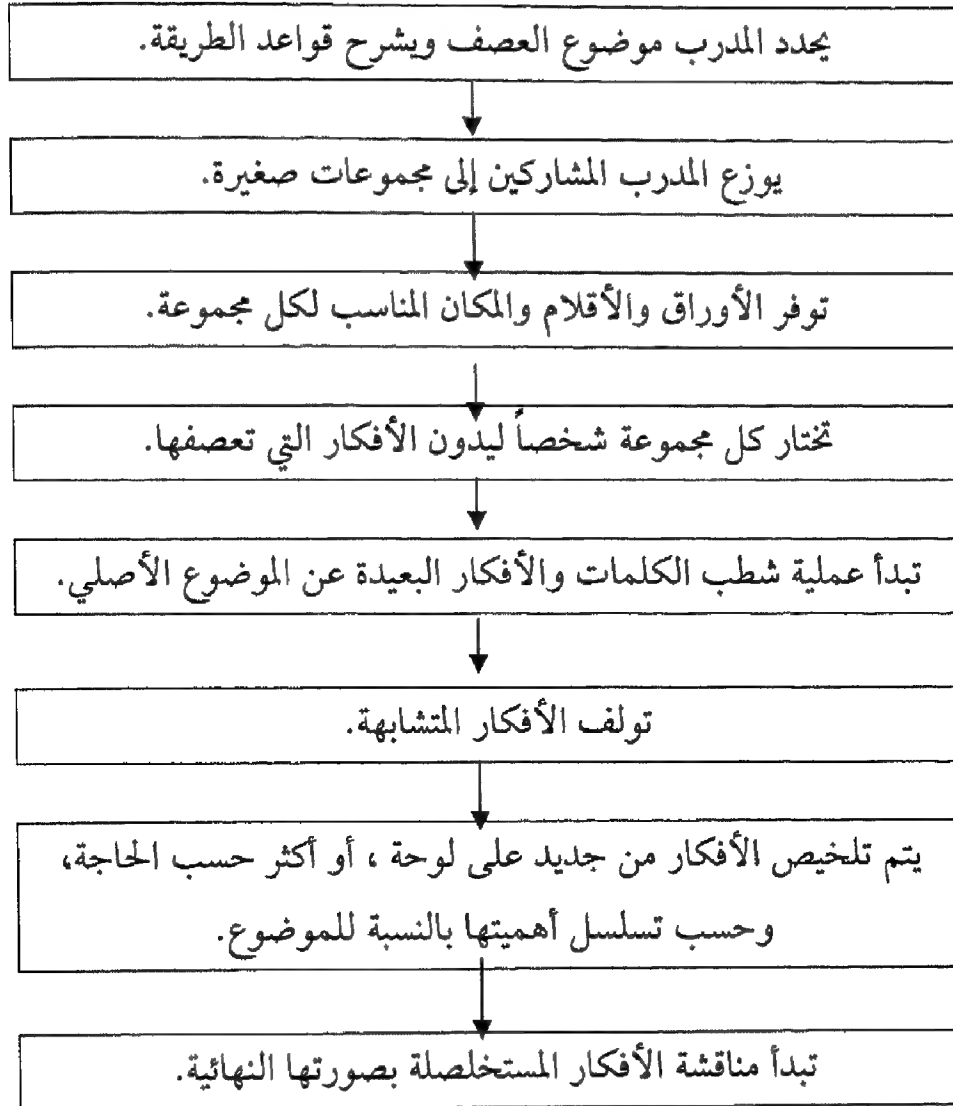 يحدد المدرب موضوع العصف ويشرح قواعد الطريقة.
يوزع المدرب المشاركين إلى مجموعات صغيرة.
توفر الأوراق والأقلام والمكان المناسب لكل مجموعة.
تختار كل مجموعة شخصاً ليدون الأفكار التي تعصفها.
تبدأ عملية شطب الكلمات والأفكار البعيدة عن الموضوع الأصلي.
تولف الأفكار المتشابهة.
يتم تلخيص الأفكار من جديد على لوحة ، أو أكثر حسب الحاجة،
وحسب تسلسل أهميتها بالنسبة للموضوع.
تبدأ مناقشة الأفكار المستخلصلة بصورتها النهائية.